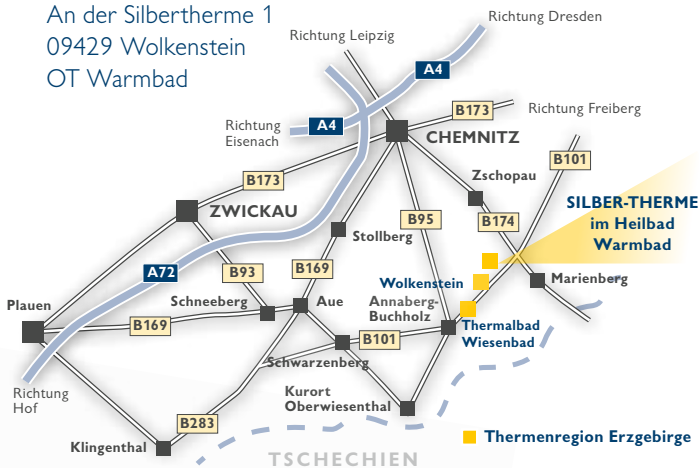 An der Silbertherme 1
09429 Wolkenstein
OT Warmbad
Richtung Leipzig
Richtung Dresden
A4
Richtung
Eisenach
A4
B173
Richtung Freiberg
CHEMNITZ
B101
B173
Zschopau
ZWICKAU
B95
B174
SILBER-THERME
im Heilbad
Warmbad
Stollberg
A72
B93
B169
Wolkenstein
Marienberg
Plauen
Schneeberg
Aue
Annaberg-
Buchholz
B169
B101
Thermalbad
Wiesenbad
Schwarzenberg
Richtung
Hof
Kurort
Oberwiesenthal
B283
Klingenthal
Thermenregion Erzgebirge
TSCHECHIEN